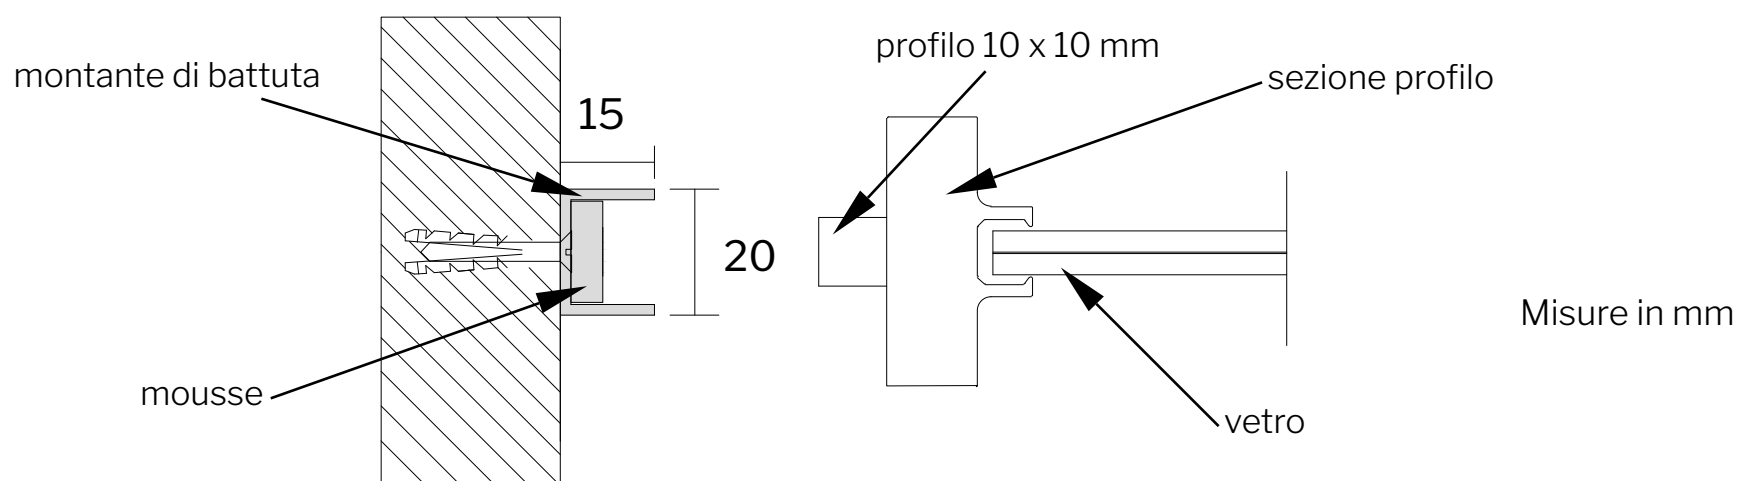 profilo 10 x 10 mm
montante di battuta
sezione profilo
15
20
Misure in mm
mousse
vetro